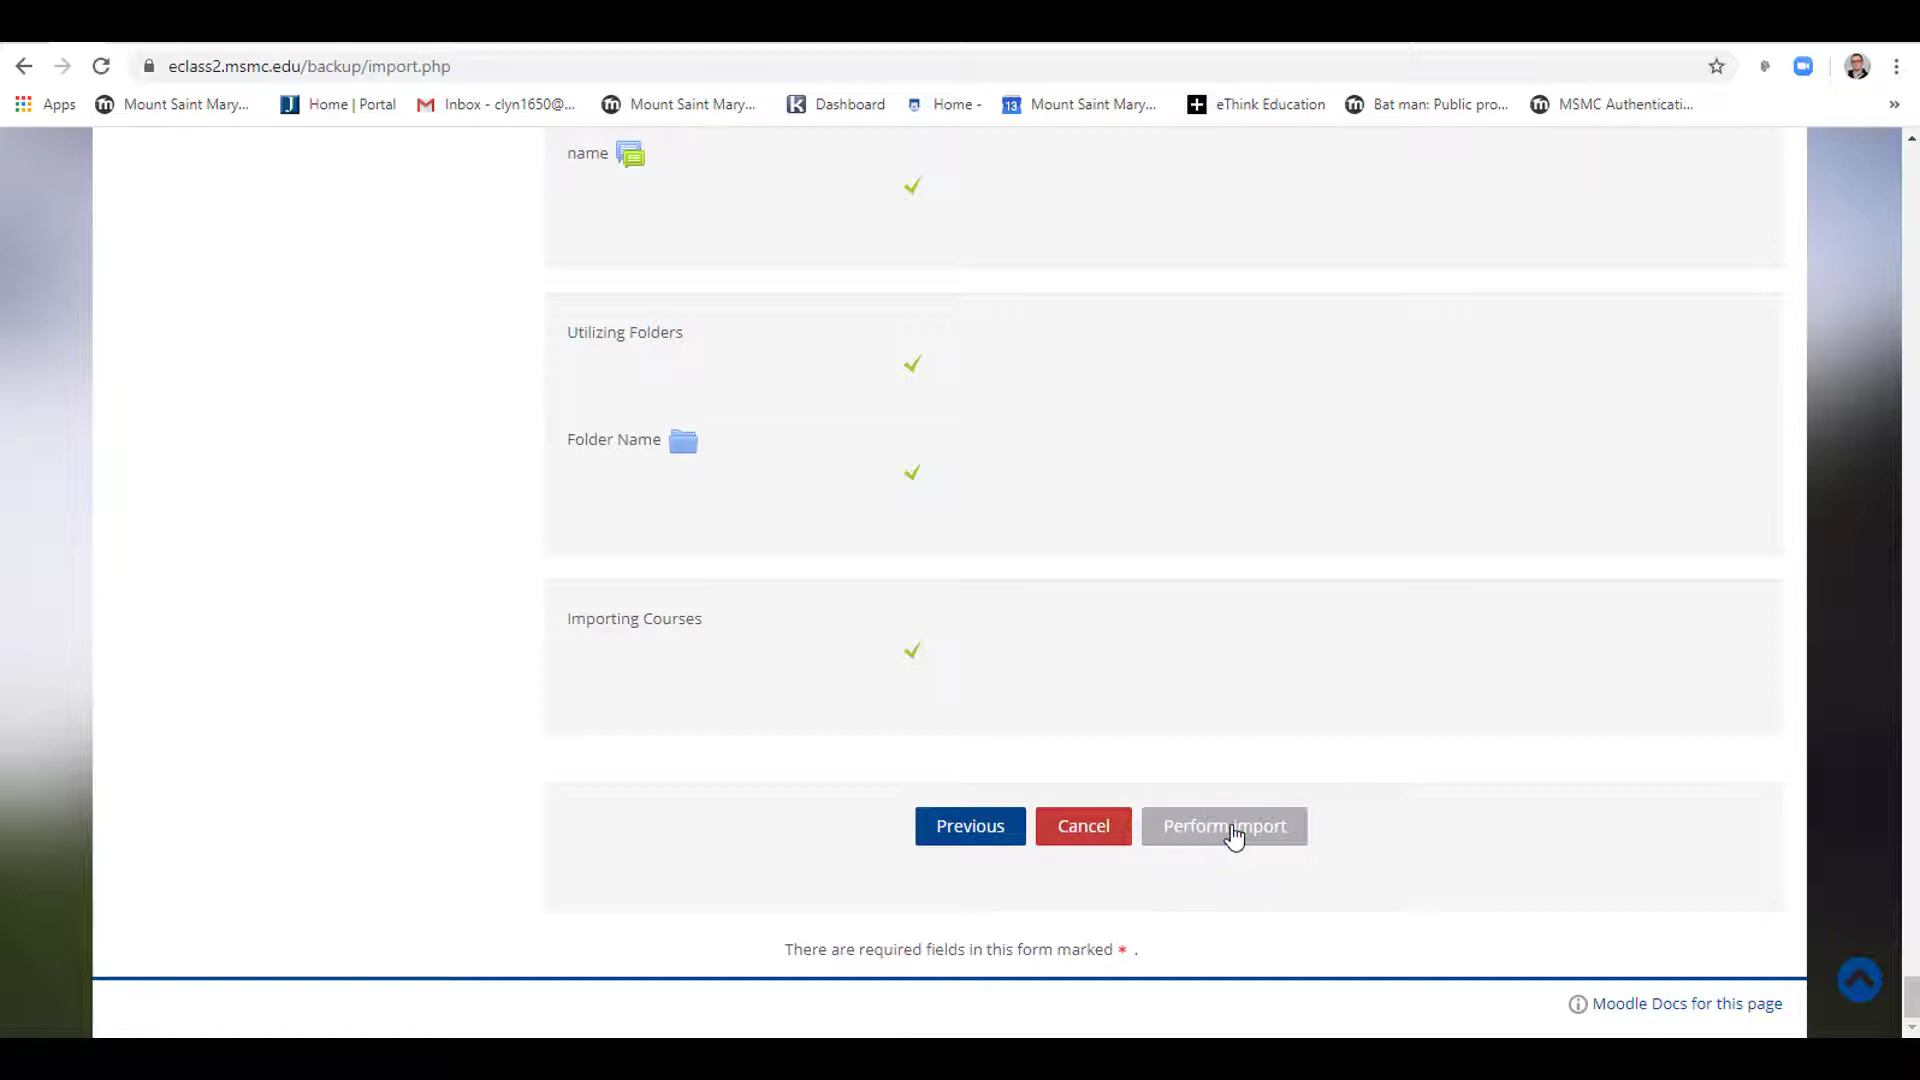 eclass2.msmc.edu/backup/import.php
Apps Mount Saint Mary... Home | Portal Inbox - clyn1650@... Mount Saint Mary... Dashboard Home - 13 Mount Saint Mary... eThink Education Bat man: Public pro... MSMC Authenticati... »
name
Utilizing Folders
Folder Name
Importing Courses
Previous Cancel Perform import
There are required fields in this form marked * .
Moodle Docs for this page